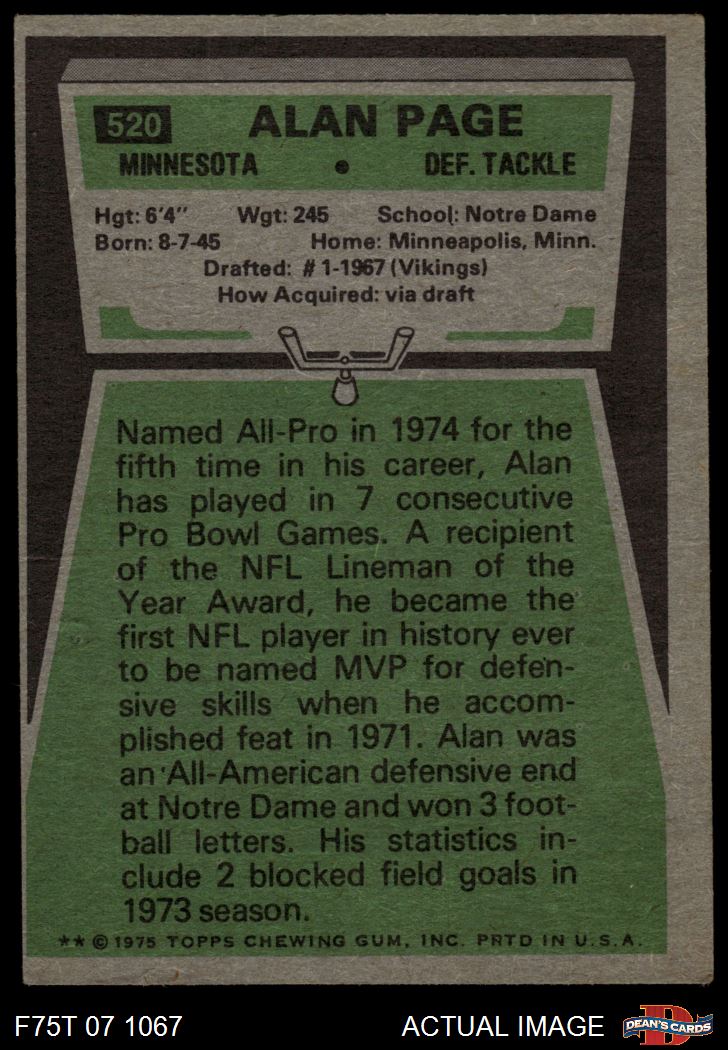 520 ALAN PAGE
MINNESOTA • DEF. TACKLE
Hgt: 6'4" Wgt: 245 School: Notre Dame
Born: 8-7-45 Home: Minneapolis, Minn.
Drafted: #1-1967 (Vikings)
How Acquired: via draft
Named All-Pro in 1974 for the
fifth time in his career, Alan
has played in 7 consecutive
Pro Bowl Games. A recipient
of the NFL Lineman of the
Year Award, he became the
first NFL player in history ever
to be named MVP for defen-
sive skills when he accom-
plished feat in 1971. Alan was
an All-American defensive end
at Notre Dame and won 3 foot-
ball letters. His statistics in-
clude 2 blocked field goals in
1973 season.
** © 1975 TOPPS CHEWING GUM, INC. PRTD IN U.S.A.
F75T 07 1067 ACTUAL IMAGE D DEAN'S CARDS